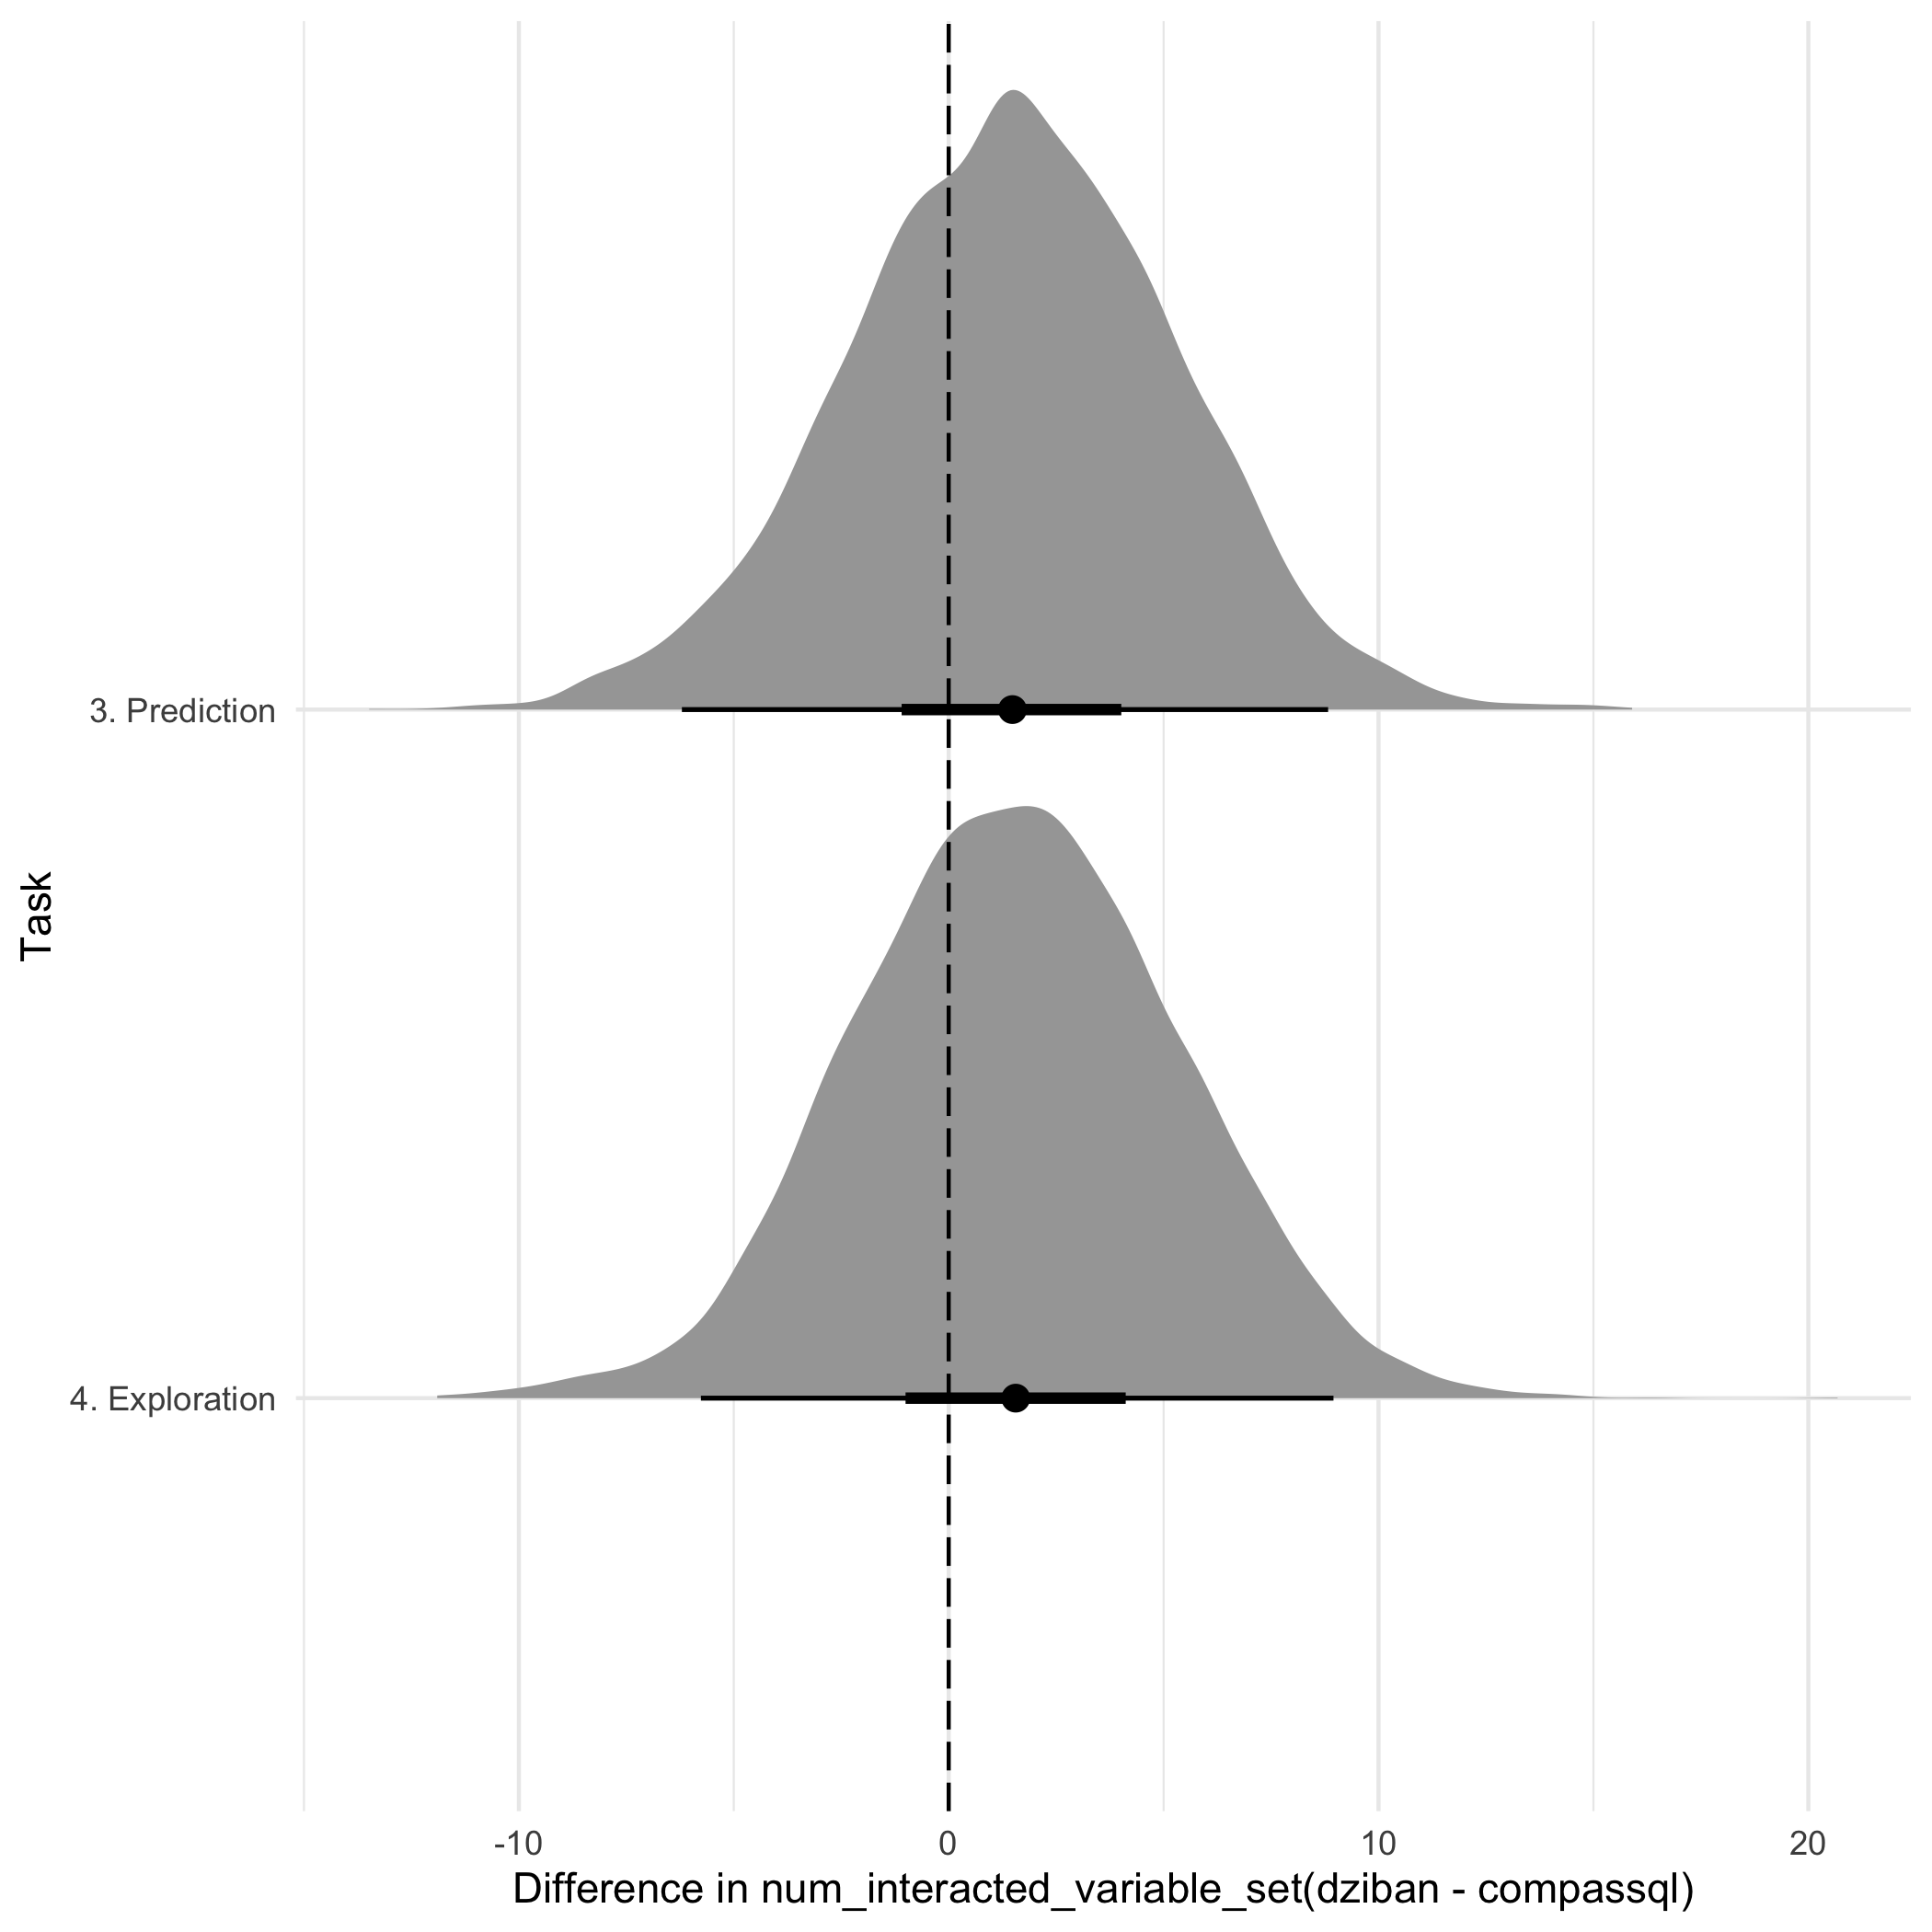 Task
3. Prediction
4. Exploration
-10 0 10 20
Difference in num_interacted_variable_set(dziban - compassql)